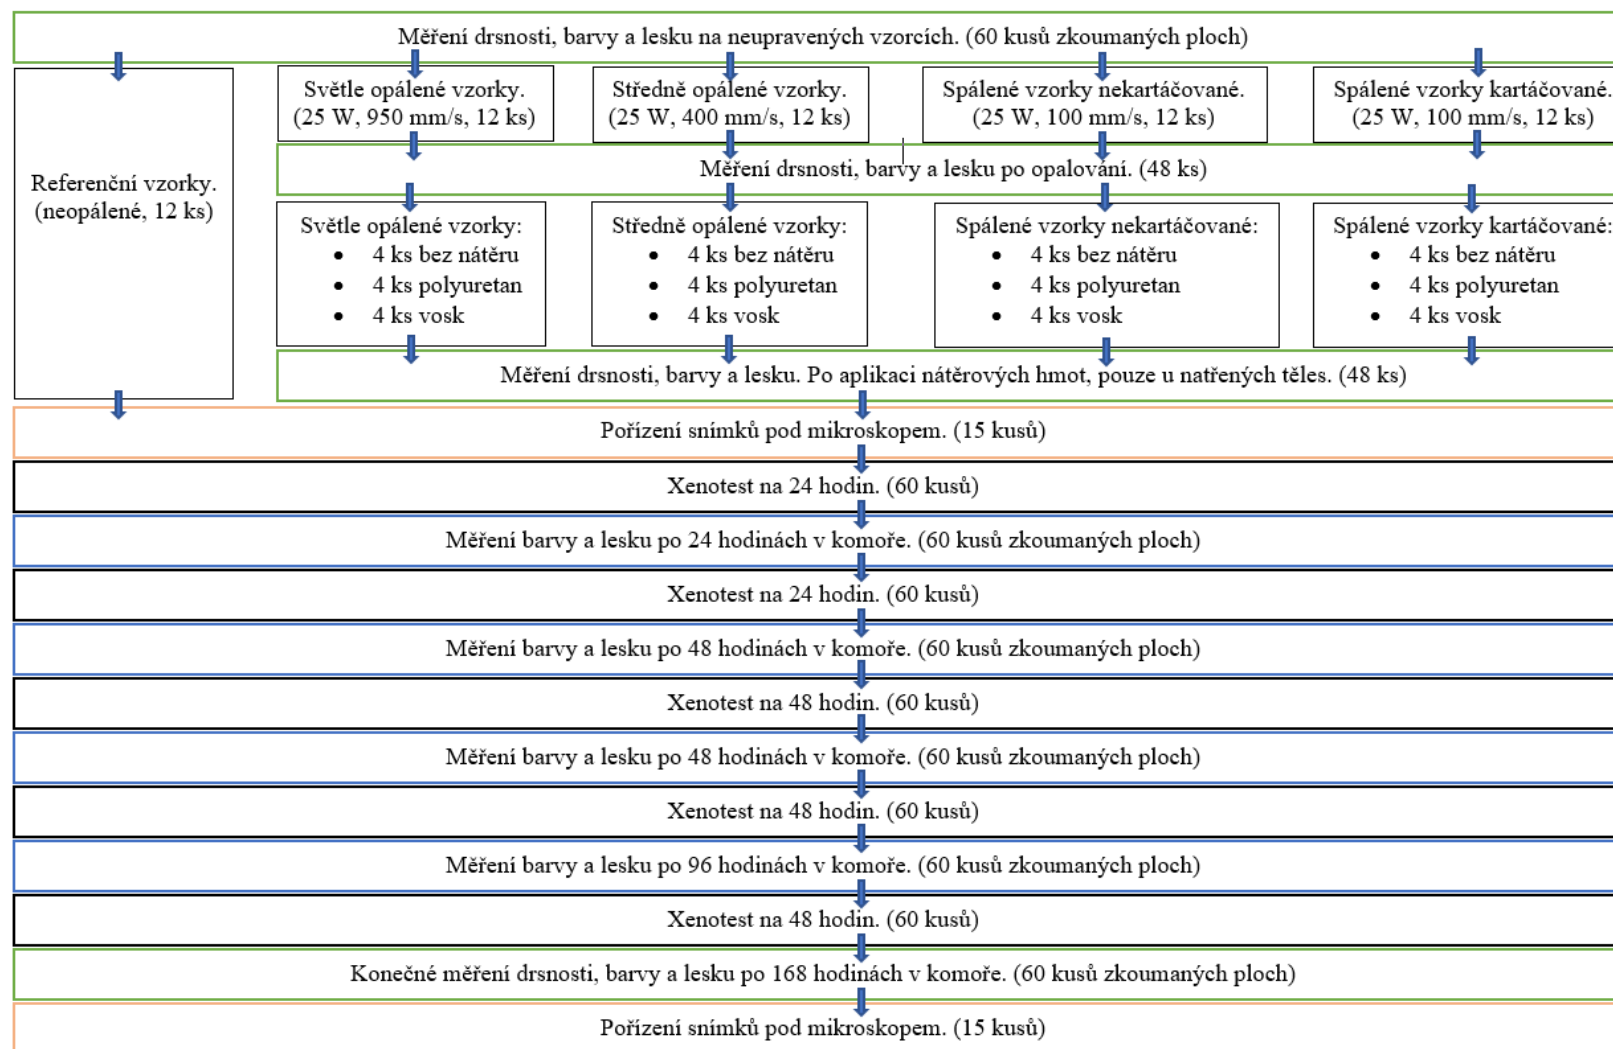 Měření drsnosti, barvy a lesku na neupravených vzorcích. (60 kusů zkoumaných ploch)
Referenční vzorky.
(neopálené, 12 ks)
Světle opálené vzorky.
(25 W, 950 mm/s, 12 ks)
Středně opálené vzorky.
(25 W, 400 mm/s, 12 ks)
Spálené vzorky nekartáčované.
(25 W, 100 mm/s, 12 ks)
Spálené vzorky kartáčované.
(25 W, 100 mm/s, 12 ks)
Měření drsnosti, barvy a lesku po opalování. (48 ks)
Světle opálené vzorky:
• 4 ks bez nátěru
• 4 ks polyuretan
• 4 ks vosk
Středně opálené vzorky:
• 4 ks bez nátěru
• 4 ks polyuretan
• 4 ks vosk
Spálené vzorky nekartáčované:
• 4 ks bez nátěru
• 4 ks polyuretan
• 4 ks vosk
Spálené vzorky kartáčované:
• 4 ks bez nátěru
• 4 ks polyuretan
• 4 ks vosk
Měření drsnosti, barvy a lesku. Po aplikaci nátěrových hmot, pouze u natřených těles. (48 ks)
Pořízení snímků pod mikroskopem. (15 kusů)
Xenotest na 24 hodin. (60 kusů)
Měření barvy a lesku po 24 hodinách v komoře. (60 kusů zkoumaných ploch)
Xenotest na 24 hodin. (60 kusů)
Měření barvy a lesku po 48 hodinách v komoře. (60 kusů zkoumaných ploch)
Xenotest na 48 hodin. (60 kusů)
Měření barvy a lesku po 48 hodinách v komoře. (60 kusů zkoumaných ploch)
Xenotest na 48 hodin. (60 kusů)
Měření barvy a lesku po 96 hodinách v komoře. (60 kusů zkoumaných ploch)
Xenotest na 48 hodin. (60 kusů)
Konečné měření drsnosti, barvy a lesku po 168 hodinách v komoře. (60 kusů zkoumaných ploch)
Pořízení snímků pod mikroskopem. (15 kusů)